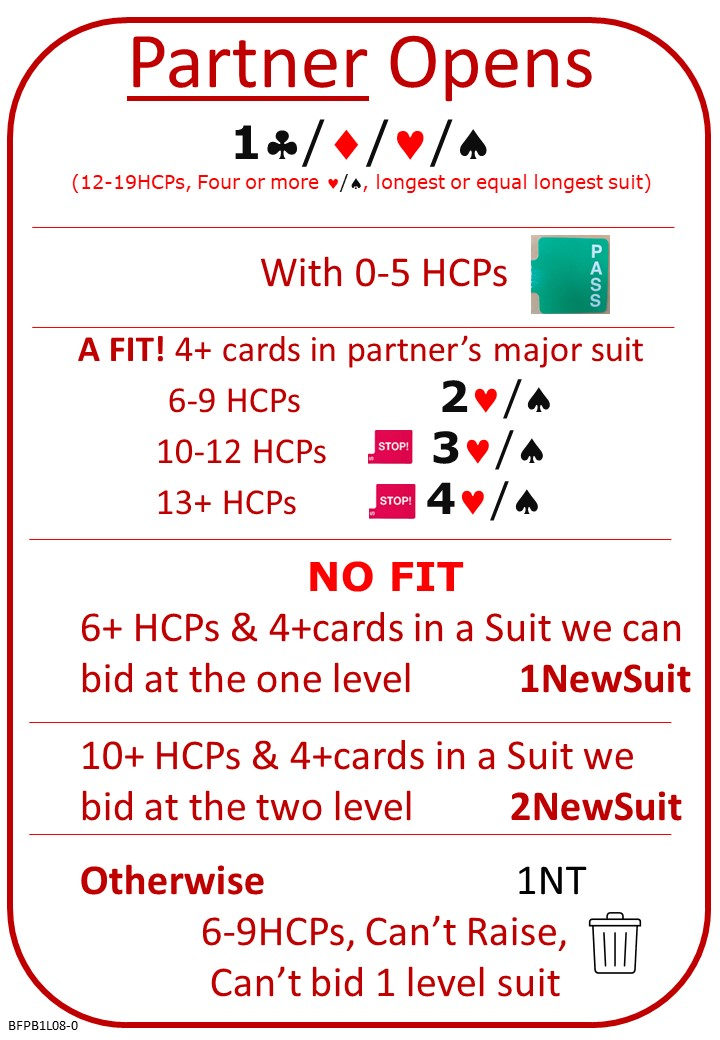 Partner Opens
1♣/♦/♥/♠
(12-19HCPs, Four or more ♥/♠, longest or equal longest suit)
With 0-5 HCPs PASS
A FIT! 4+ cards in partner's major suit
6-9 HCPs 2♥/♠
10-12 HCPs STOP! 3♥/♠
13+ HCPs STOP! 4♥/♠
NO FIT
6+ HCPs & 4+cards in a Suit we can
bid at the one level 1NewSuit
10+ HCPs & 4+cards in a Suit we
bid at the two level 2NewSuit
Otherwise 1NT
6-9HCPs, Can't Raise,
Can't bid 1 level suit
BFPB1L08-0